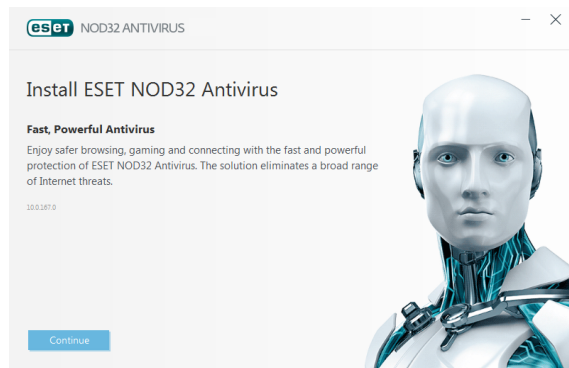 eset NOD32 ANTIVIRUS
Install ESET NOD32 Antivirus
Fast, Powerful Antivirus
Enjoy safer browsing, gaming and connecting with the fast and powerful
protection of ESET NOD32 Antivirus. The solution eliminates a broad range
of Internet threats.
10.0.167.0
Continue